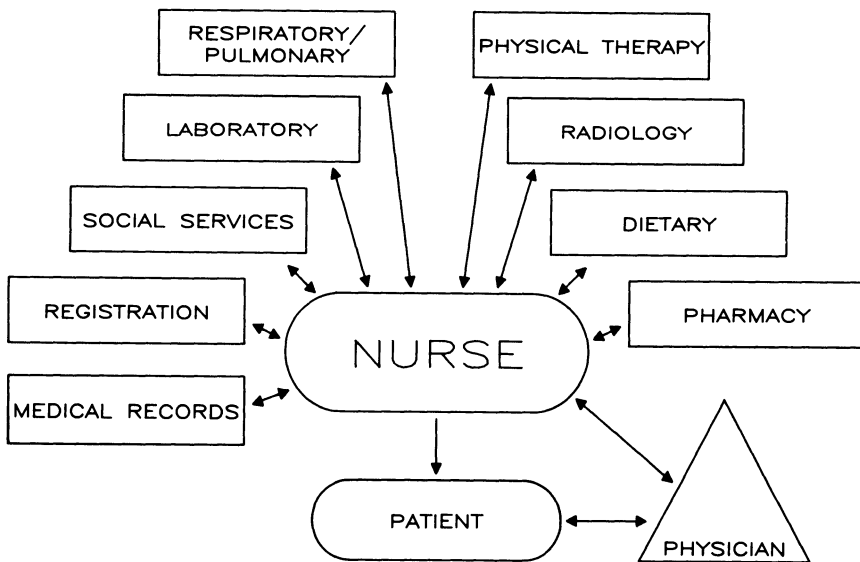 RESPIRATORY/
PULMONARY
PHYSICAL THERAPY
LABORATORY
RADIOLOGY
SOCIAL SERVICES
DIETARY
REGISTRATION
PHARMACY
NURSE
MEDICAL RECORDS
PATIENT
PHYSICIAN